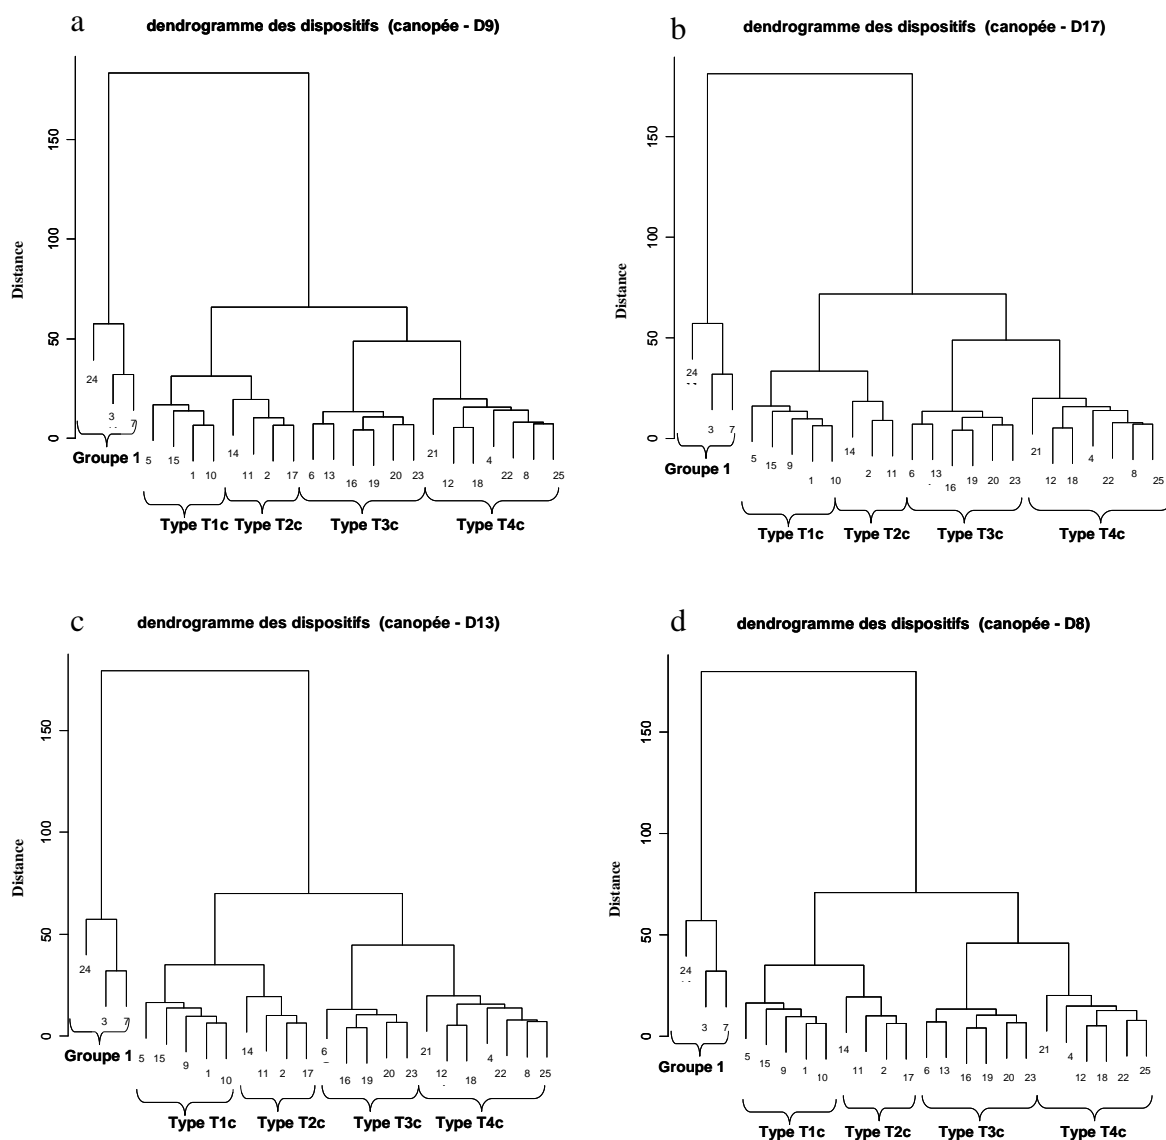 a
dendrogramme des dispositifs (canopée - D9)
Distance
150
100
50
0
24
3
7
Groupe 1
5 15 1 10 14 11 2 17 6 13 16 19 20 23 21 12 18 4 22 8 25
Type T1c Type T2c Type T3c Type T4c
b
dendrogramme des dispositifs (canopée - D17)
Distance
150
100
50
0
24
3 7
Groupe 1
5 15 9 1 10 14 2 11 6 13 16 19 20 23 21 12 18 4 22 8 25
Type T1c Type T2c Type T3c Type T4c
c
dendrogramme des dispositifs (canopée - D13)
Distance
150
100
50
0
24
3 7
Groupe 1
5 15 9 1 10 14 11 2 17 6 16 19 20 23 21 12 18 4 22 8 25
Type T1c Type T2c Type T3c Type T4c
d
dendrogramme des dispositifs (canopée - D8)
Distance
150
100
50
0
24
3 7
Groupe 1
5 15 9 1 10 14 11 2 17 6 13 16 19 20 23 21 4 12 18 22 25
Type T1c Type T2c Type T3c Type T4c